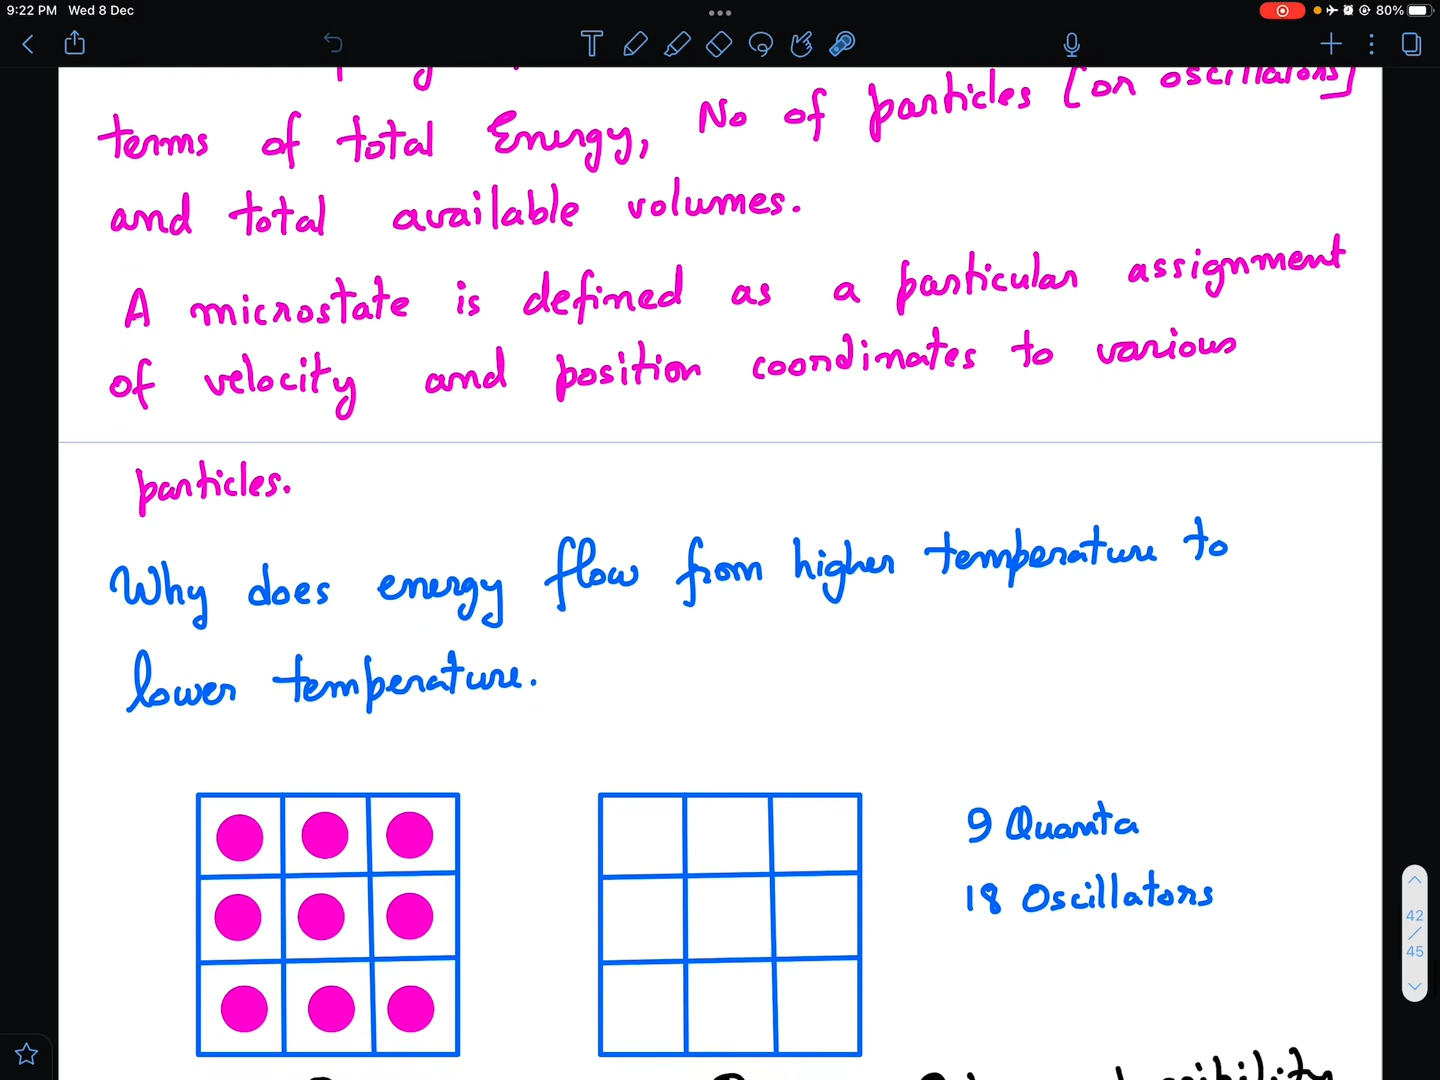 9:22 PM Wed 8 Dec
80%
terms of total Energy, No of particles [or oscillators]
and total available volumes.
A microstate is defined as a particular assignment
of velocity and position coordinates to various
particles.
Why does energy flow from higher temperature to
lower temperature.
9 Quanta
18 Oscillators
42
/
45